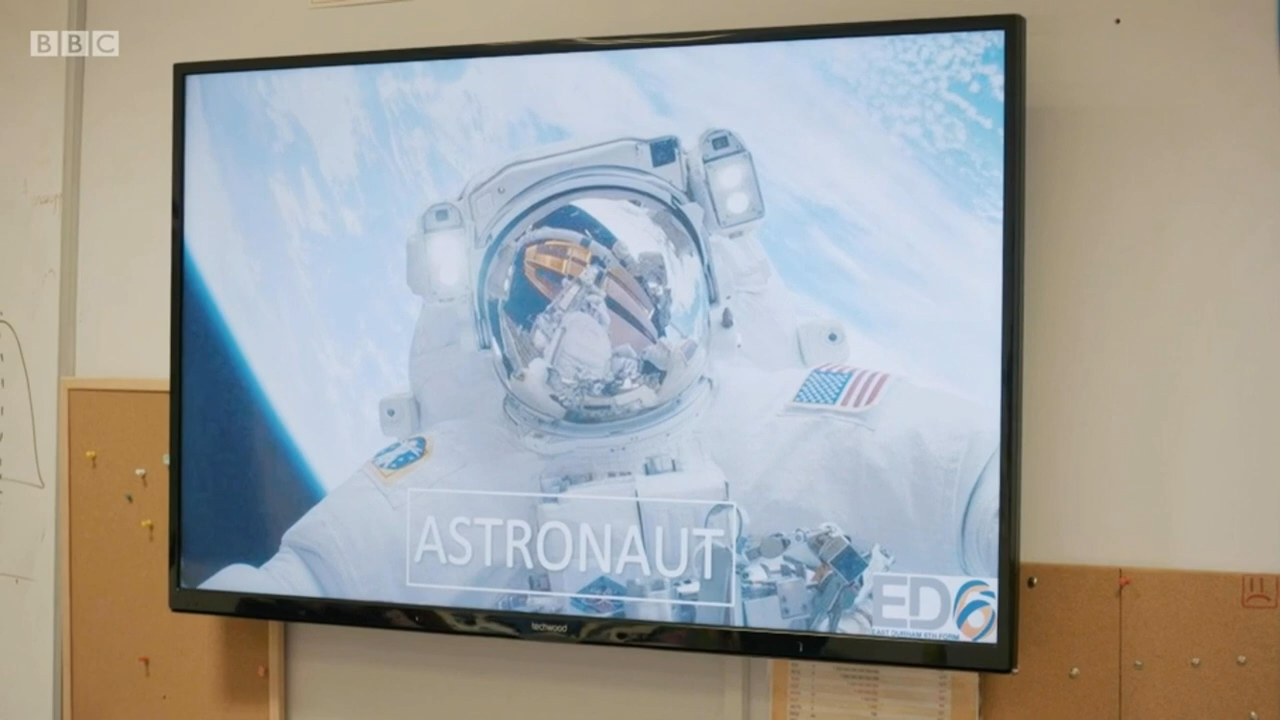 BBC
ASTRONAUT
ED6
EAST DURHAM 6TH FORM
techwood